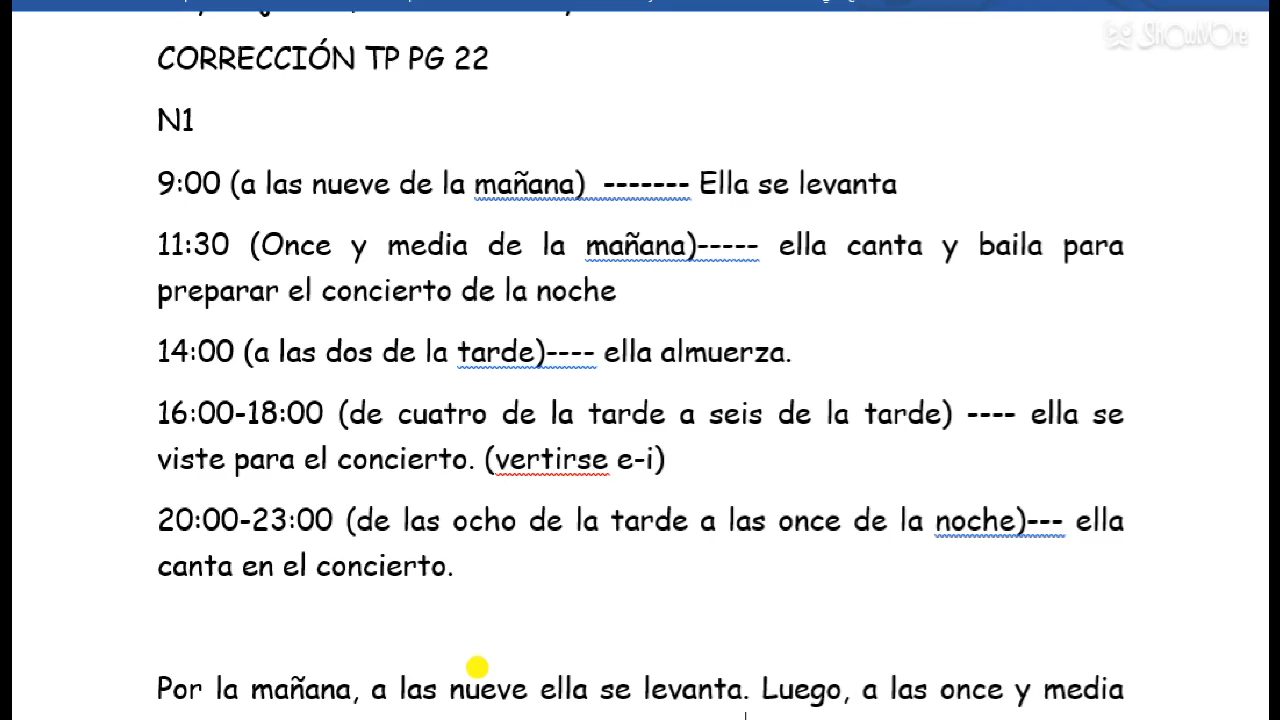 ShowMore
CORRECCIÓN TP PG 22
N1
9:00 (a las nueve de la mañana) ------- Ella se levanta
11:30 (Once y media de la mañana)----- ella canta y baila para
preparar el concierto de la noche
14:00 (a las dos de la tarde)---- ella almuerza.
16:00-18:00 (de cuatro de la tarde a seis de la tarde) ---- ella se
viste para el concierto. (vertirse e-i)
20:00-23:00 (de las ocho de la tarde a las once de la noche)--- ella
canta en el concierto.
Por la mañana, a las nueve ella se levanta. Luego, a las once y media